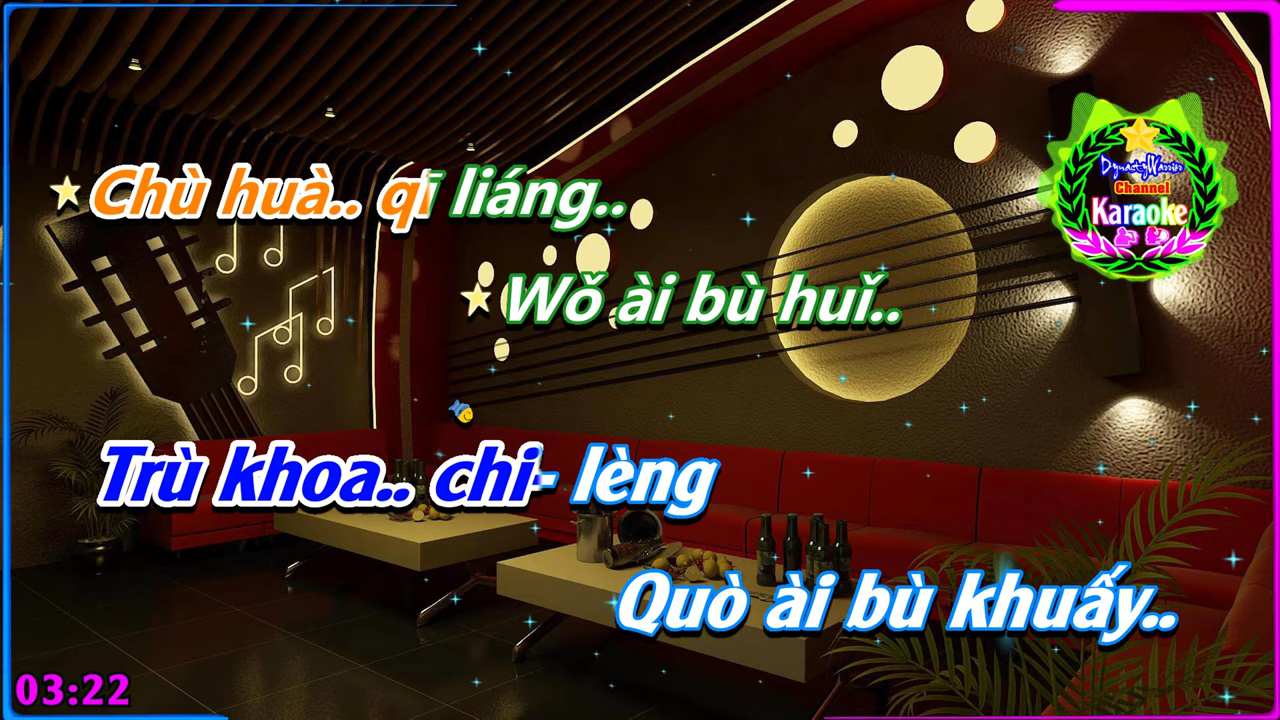 Chù huà.. qī liáng..
Wǒ ài bù huǐ..
Trù khoa.. chi- lèng
Quò ài bù khuấy..
DynastyWarrior
Channel
Karaoke
03:22